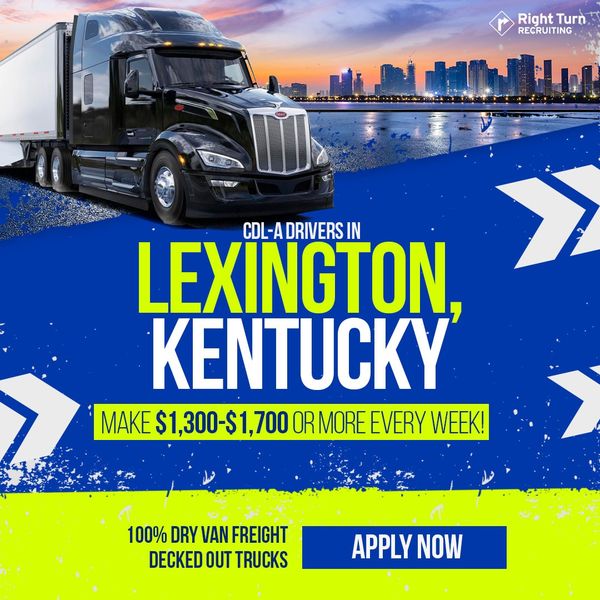 Right Turn
RECRUITING
CDL-A DRIVERS IN
LEXINGTON,
KENTUCKY
MAKE $1,300-$1,700 OR MORE EVERY WEEK!
100% DRY VAN FREIGHT
DECKED OUT TRUCKS
APPLY NOW